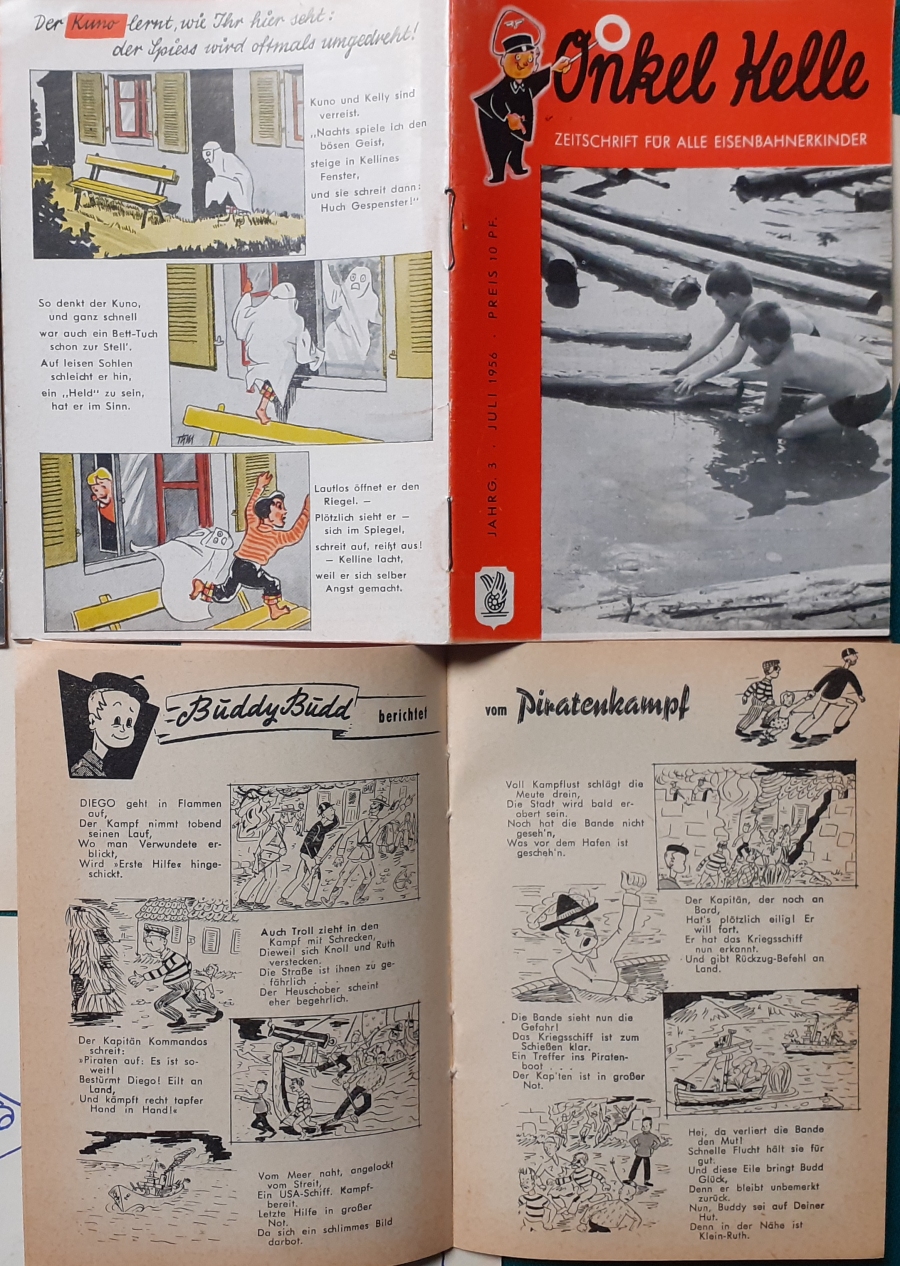 Der Kuno lernt, wie Ihr hier seht:
der Spiess wird oftmals umgedreht!
Kuno und Kelly sind
verreist.
„Nachts spiele Ich den
bösen Geist,
steige in Kellines
Fenster,
und sie schreit dann:
Huch Gespenster!"
So denkt der Kuno,
und ganz schnell
war auch ein Bett-Tuch
schon zur Stell'.
Auf leisen Sohlen
schleicht er hin,
ein „Held" zu sein,
hat er im Sinn.
TAM
Lautlos öffnet er den
Riegel. —
Plötzlich sieht er —
sich im Spiegel,
schreit auf, reißt aus!
— Kelline lacht,
weil er sich selber
Angst gemacht.
Onkel Kelle
ZEITSCHRIFT FÜR ALLE EISENBAHNERKINDER
JAHRG. 3 · JULI 1956 · PREIS 10 PF.
Buddy Budd berichtet
DIEGO geht in Flammen
auf,
Der Kampf nimmt tobend
seinen Lauf,
Wo man Verwundete er-
blickt,
Wird »Erste Hilfe« hinge-
schickt.
Auch Troll zieht in den
Kampf mit Schrecken,
Dieweil sich Knoll und Ruth
verstecken.
Die Straße ist ihnen zu ge-
fährlich . . .
Der Heuschober scheint
eher begehrlich.
Der Kapitän Kommandos
schreit:
»Piraten auf: Es ist so-
weit!
Bestürmt Diego! Eilt an
Land,
Und kämpft recht tapfer
Hand in Hand!«
Vom Meer naht, angelockt
vom Streit,
Ein USA-Schiff. Kampf-
bereit.
Letzte Hilfe in großer
Not.
Da sich ein schlimmes Bild
darbot.
vom Piratenkampf
Voll Kampflust schlägt die
Meute drein,
Die Stadt wird bald er-
obert sein.
Noch hat die Bande nicht
geseh'n,
Was vor dem Hafen ist
gescheh'n.
Der Kapitän, der noch an
Bord,
Hat's plötzlich eilig! Er
will fort.
Er hat das Kriegsschiff
nun erkannt.
Und gibt Rückzug-Befehl an
Land.
Die Bande sieht nun die
Gefahr!
Das Kriegsschiff ist zum
Schießen klar.
Ein Treffer ins Piraten-
boot . . .
Der Kap'ten ist in großer
Not.
Hei, da verliert die Bande
den Mut!
Schnelle Flucht hält sie für
gut.
Und diese Eile bringt Budd
Glück,
Denn er bleibt unbemerkt
zurück.
Nun, Buddy sei auf Deiner
Hut.
Denn in der Nähe ist
Klein-Ruth.